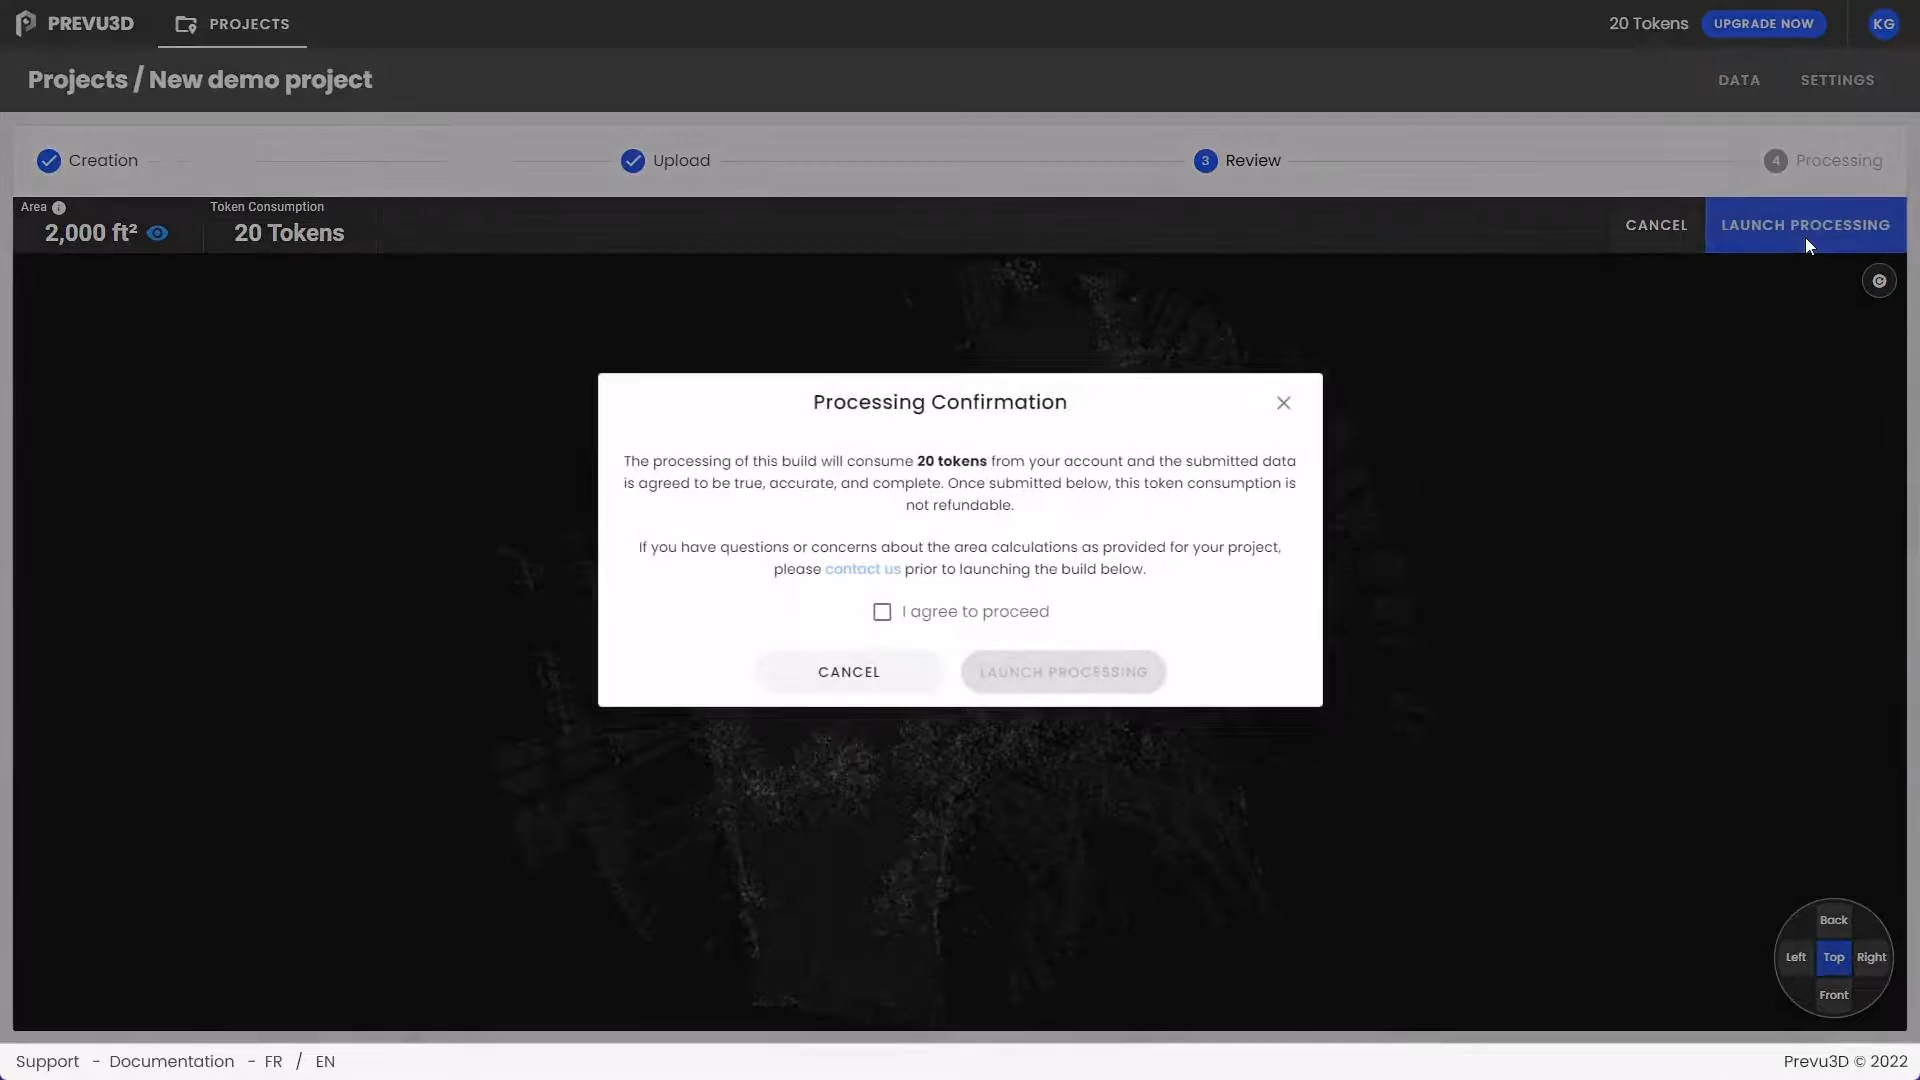 PREVU3D
PROJECTS
20 Tokens
UPGRADE NOW
KG
Projects / New demo project
DATA
SETTINGS
Creation
Upload
3 Review
4 Processing
Area
2,000 ft²
Token Consumption
20 Tokens
CANCEL
LAUNCH PROCESSING
Processing Confirmation
The processing of this build will consume 20 tokens from your account and the submitted data
is agreed to be true, accurate, and complete. Once submitted below, this token consumption is
not refundable.
If you have questions or concerns about the area calculations as provided for your project,
please contact us prior to launching the build below.
I agree to proceed
CANCEL
LAUNCH PROCESSING
Back
Left Top Right
Front
Support - Documentation - FR / EN
Prevu3D © 2022